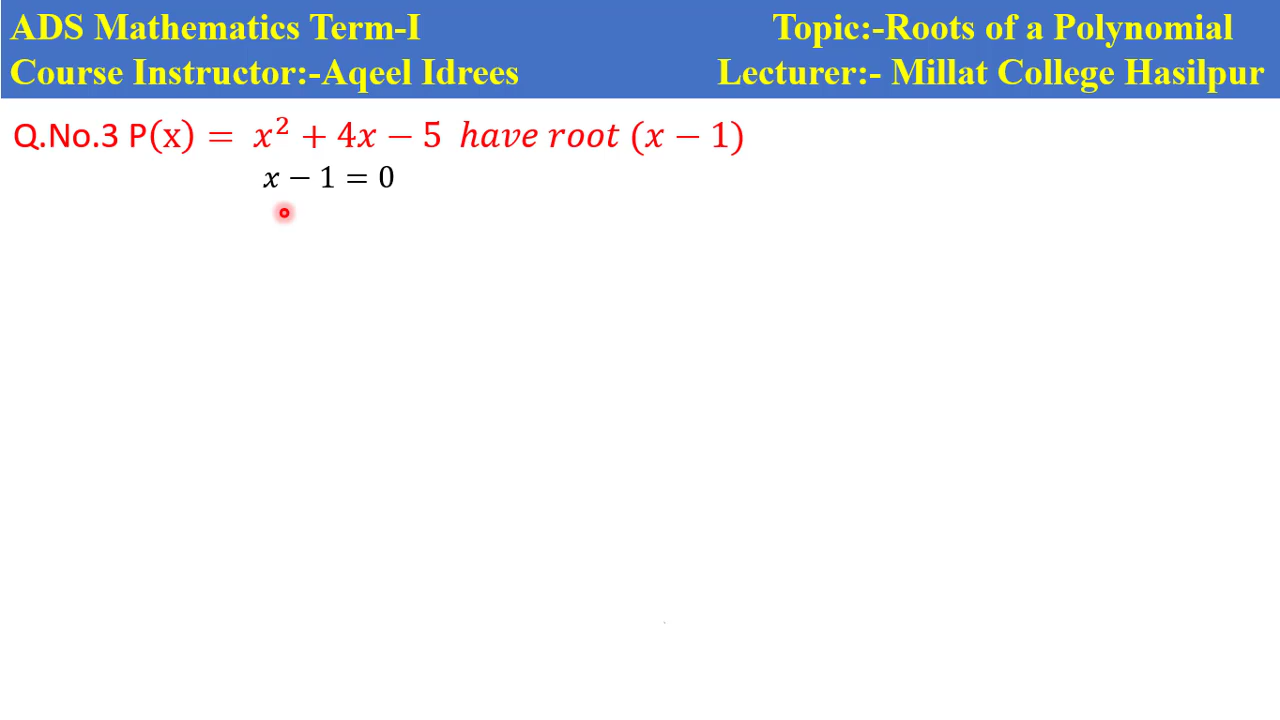 ADS Mathematics Term-I Topic:-Roots of a Polynomial
Course Instructor:-Aqeel Idrees Lecturer:- Millat College Hasilpur
Q.No.3 P(x) = x² + 4x − 5 have root (x − 1)
x − 1 = 0